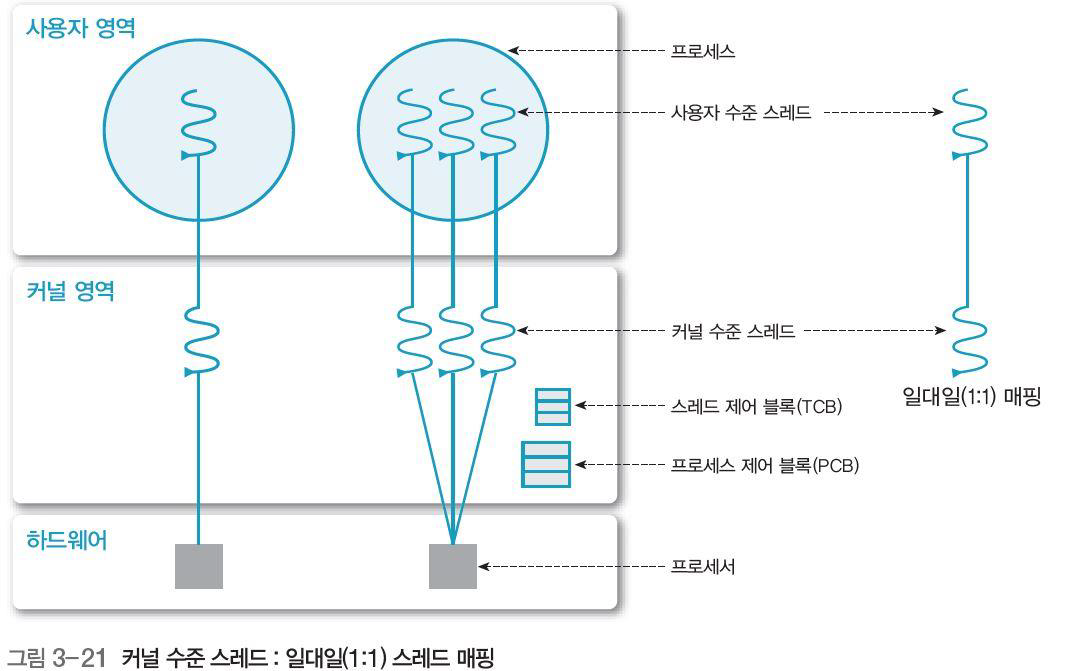 사용자 영역
프로세스
사용자 수준 스레드
커널 영역
커널 수준 스레드
일대일(1:1) 매핑
스레드 제어 블록(TCB)
프로세스 제어 블록(PCB)
하드웨어
프로세서
그림 3-21 커널 수준 스레드 : 일대일(1:1) 스레드 매핑